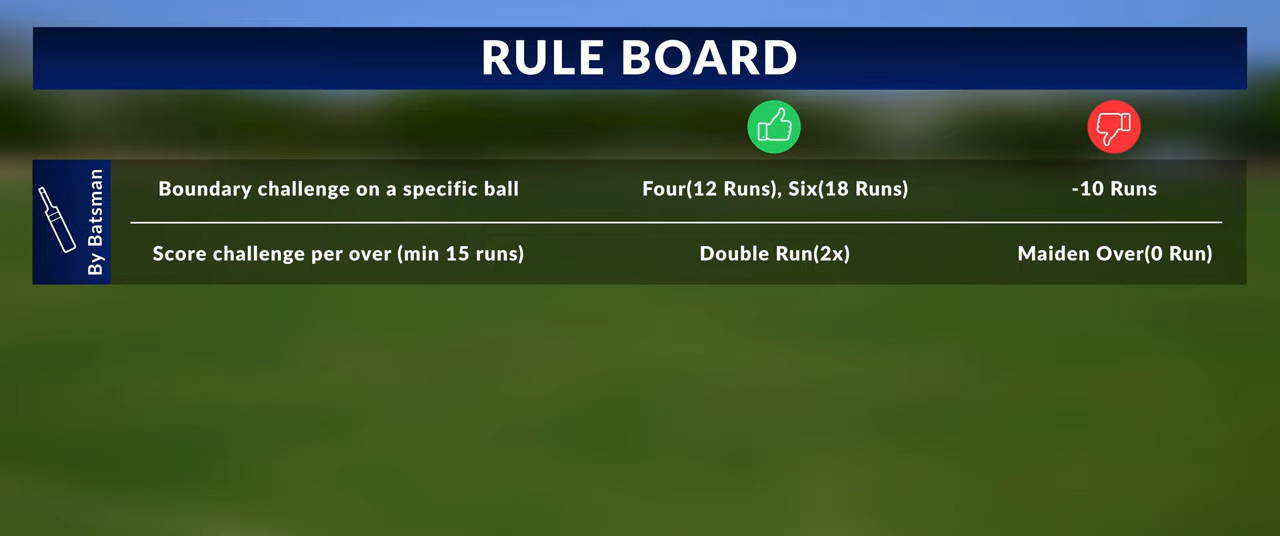 RULE BOARD
By Batsman
Boundary challenge on a specific ball Four(12 Runs), Six(18 Runs) -10 Runs
Score challenge per over (min 15 runs) Double Run(2x) Maiden Over(0 Run)